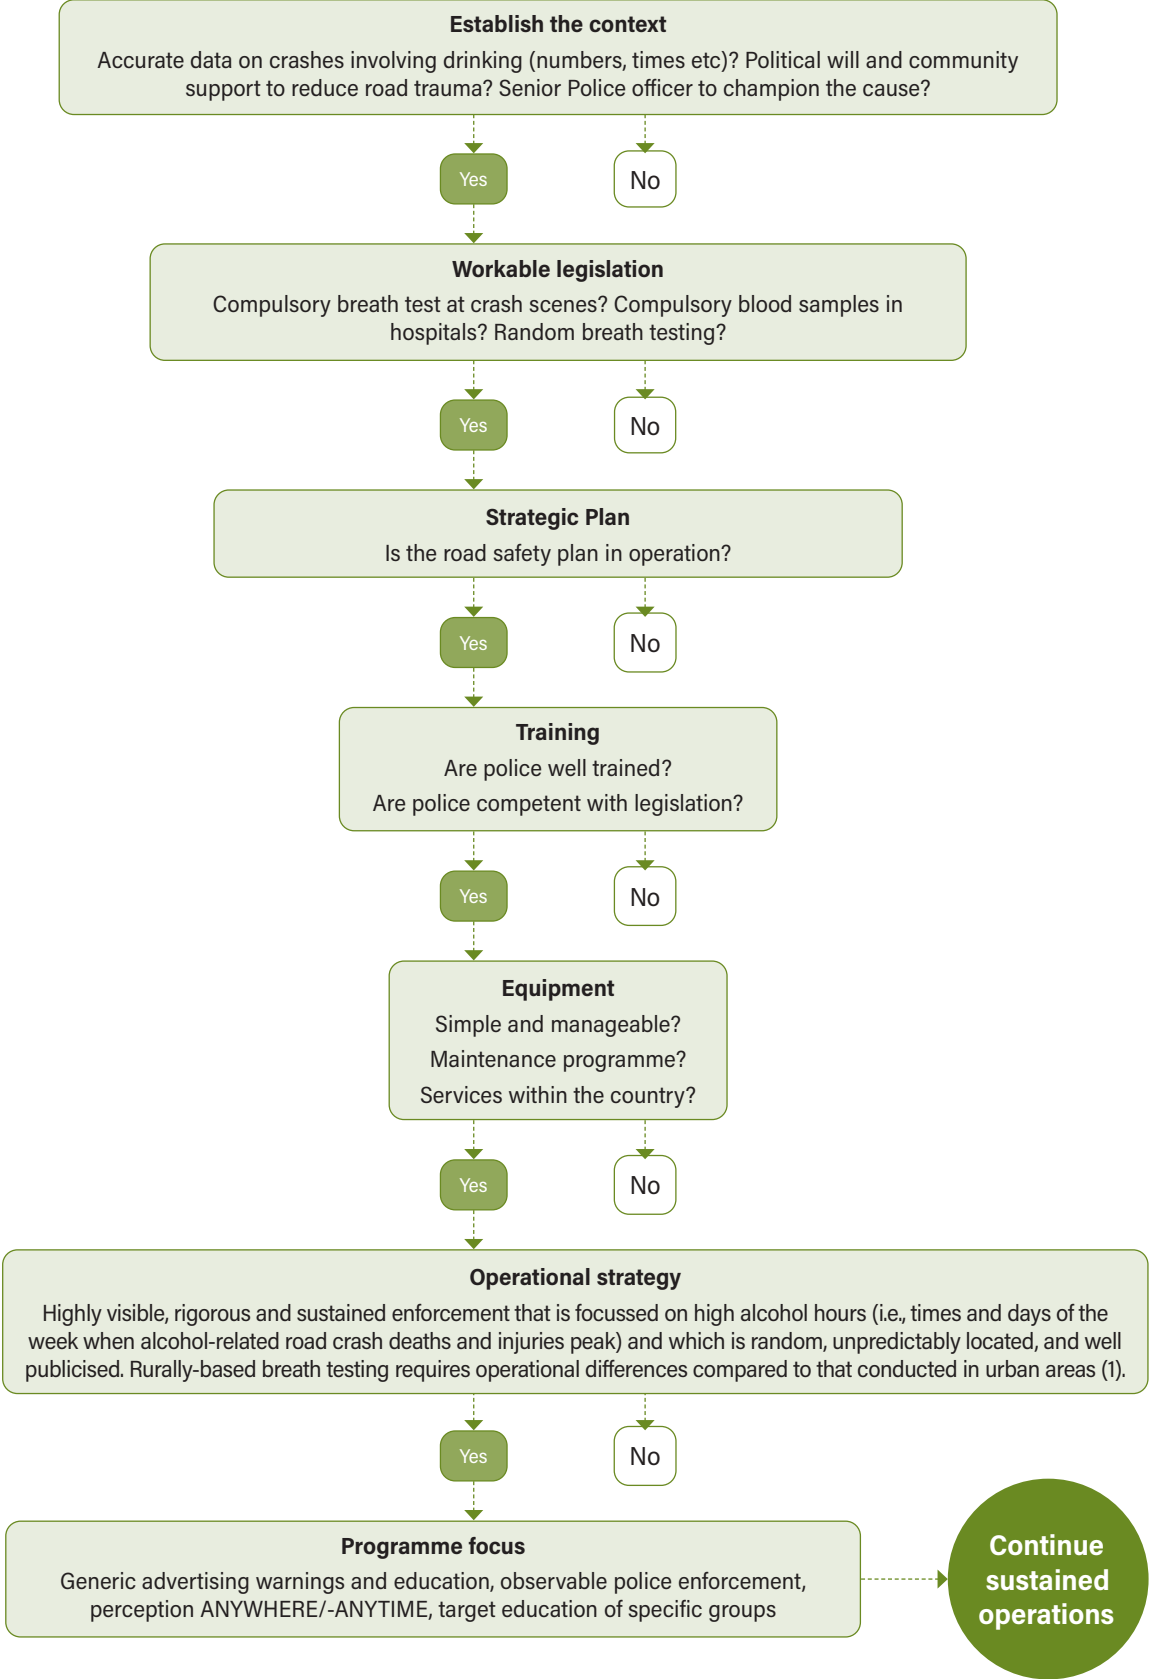 Establish the context
Accurate data on crashes involving drinking (numbers, times etc)? Political will and community
support to reduce road trauma? Senior Police officer to champion the cause?
Yes
No
Workable legislation
Compulsory breath test at crash scenes? Compulsory blood samples in
hospitals? Random breath testing?
Yes
No
Strategic Plan
Is the road safety plan in operation?
Yes
No
Training
Are police well trained?
Are police competent with legislation?
Yes
No
Equipment
Simple and manageable?
Maintenance programme?
Services within the country?
Yes
No
Operational strategy
Highly visible, rigorous and sustained enforcement that is focussed on high alcohol hours (i.e., times and days of the
week when alcohol-related road crash deaths and injuries peak) and which is random, unpredictably located, and well
publicised. Rurally-based breath testing requires operational differences compared to that conducted in urban areas (1).
Yes
No
Programme focus
Generic advertising warnings and education, observable police enforcement,
perception ANYWHERE/-ANYTIME, target education of specific groups
Continue
sustained
operations